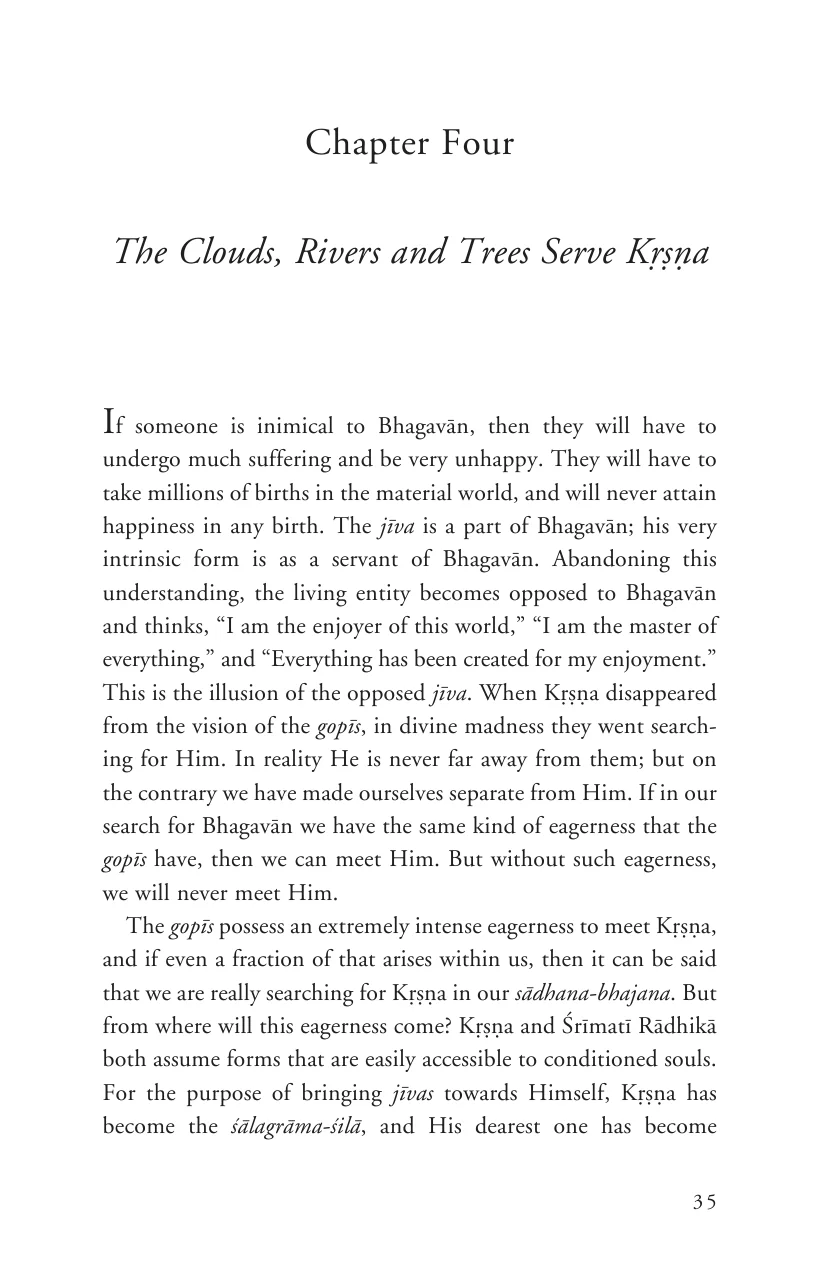 Chapter Four
The Clouds, Rivers and Trees Serve Kṛṣṇa
If someone is inimical to Bhagavān, then they will have to
undergo much suffering and be very unhappy. They will have to
take millions of births in the material world, and will never attain
happiness in any birth. The jīva is a part of Bhagavān; his very
intrinsic form is as a servant of Bhagavān. Abandoning this
understanding, the living entity becomes opposed to Bhagavān
and thinks, “I am the enjoyer of this world,” “I am the master of
everything,” and “Everything has been created for my enjoyment.”
This is the illusion of the opposed jīva. When Kṛṣṇa disappeared
from the vision of the gopīs, in divine madness they went search-
ing for Him. In reality He is never far away from them; but on
the contrary we have made ourselves separate from Him. If in our
search for Bhagavān we have the same kind of eagerness that the
gopīs have, then we can meet Him. But without such eagerness,
we will never meet Him.
The gopīs possess an extremely intense eagerness to meet Kṛṣṇa,
and if even a fraction of that arises within us, then it can be said
that we are really searching for Kṛṣṇa in our sādhana-bhajana. But
from where will this eagerness come? Kṛṣṇa and Śrīmatī Rādhikā
both assume forms that are easily accessible to conditioned souls.
For the purpose of bringing jīvas towards Himself, Kṛṣṇa has
become the śālagrāma-śilā, and His dearest one has become
35